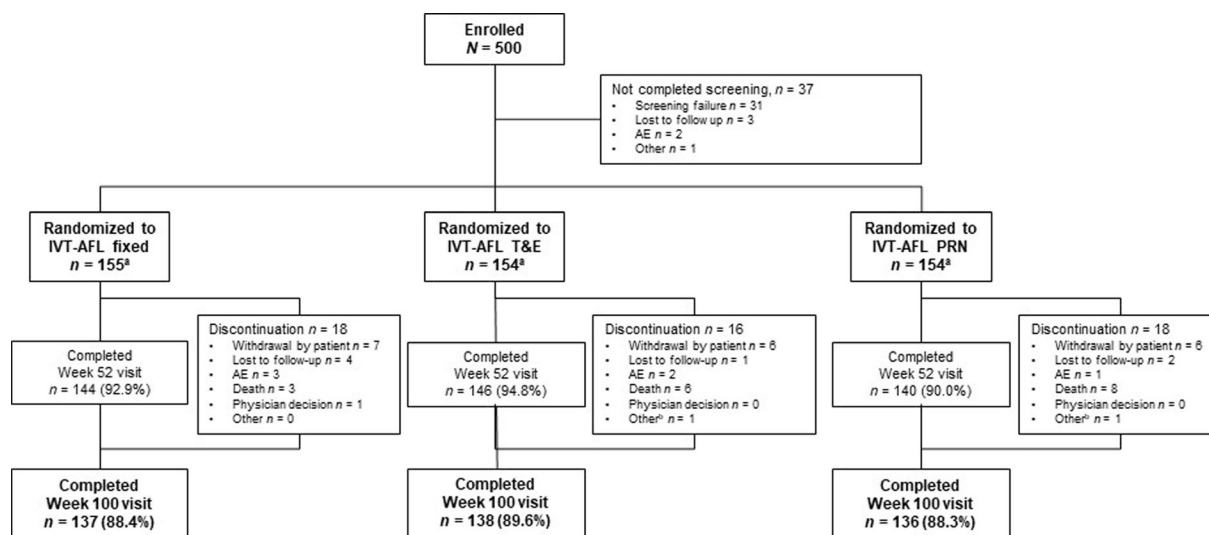 Enrolled
N = 500
Not completed screening, n = 37
• Screening failure n = 31
• Lost to follow up n = 3
• AE n = 2
• Other n = 1
Randomized to
IVT-AFL fixed
n = 155ᵃ
Randomized to
IVT-AFL T&E
n = 154ᵃ
Randomized to
IVT-AFL PRN
n = 154ᵃ
Completed
Week 52 visit
n = 144 (92.9%)
Discontinuation n = 18
• Withdrawal by patient n = 7
• Lost to follow-up n = 4
• AE n = 3
• Death n = 3
• Physician decision n = 1
• Other n = 0
Completed
Week 52 visit
n = 146 (94.8%)
Discontinuation n = 16
• Withdrawal by patient n = 6
• Lost to follow-up n = 1
• AE n = 2
• Death n = 6
• Physician decision n = 0
• Otherᵇ n = 1
Completed
Week 52 visit
n = 140 (90.0%)
Discontinuation n = 18
• Withdrawal by patient n = 6
• Lost to follow-up n = 2
• AE n = 1
• Death n = 8
• Physician decision n = 0
• Otherᵇ n = 1
Completed
Week 100 visit
n = 137 (88.4%)
Completed
Week 100 visit
n = 138 (89.6%)
Completed
Week 100 visit
n = 136 (88.3%)